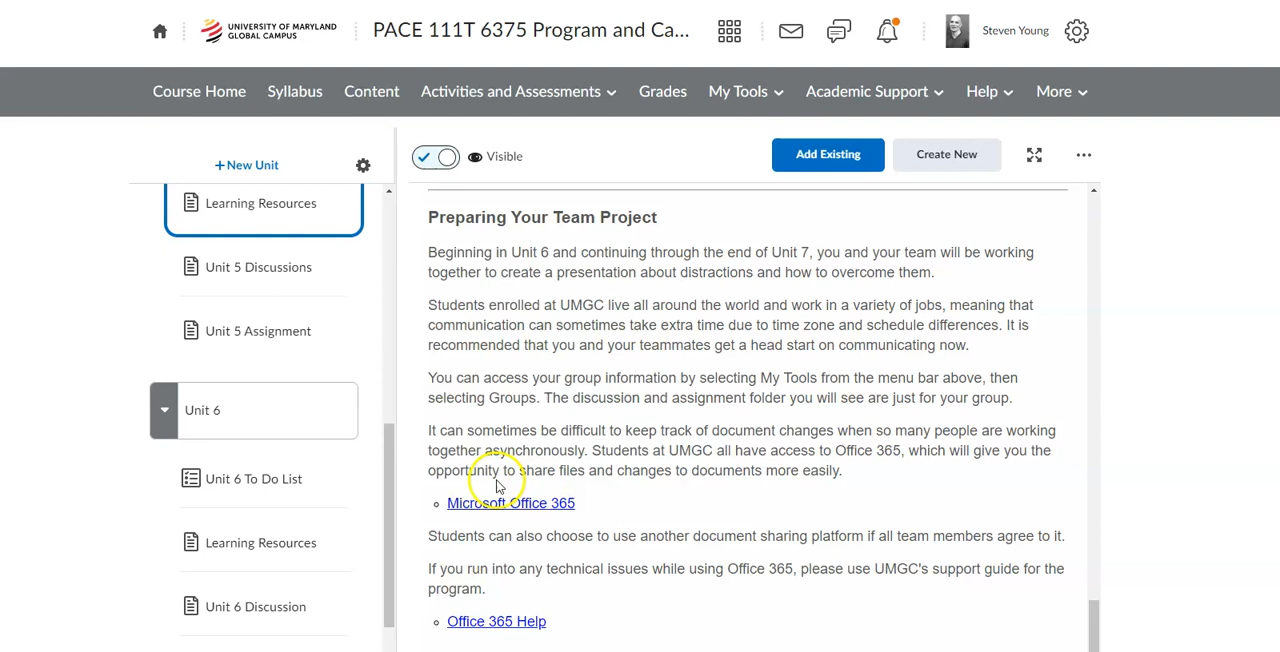 UNIVERSITY OF MARYLAND
GLOBAL CAMPUS
PACE 111T 6375 Program and Ca...
Steven Young
Course Home Syllabus Content Activities and Assessments Grades My Tools Academic Support Help More
+ New Unit
Learning Resources
Unit 5 Discussions
Unit 5 Assignment
Unit 6
Unit 6 To Do List
Learning Resources
Unit 6 Discussion
Visible
Add Existing
Create New
Preparing Your Team Project
Beginning in Unit 6 and continuing through the end of Unit 7, you and your team will be working
together to create a presentation about distractions and how to overcome them.
Students enrolled at UMGC live all around the world and work in a variety of jobs, meaning that
communication can sometimes take extra time due to time zone and schedule differences. It is
recommended that you and your teammates get a head start on communicating now.
You can access your group information by selecting My Tools from the menu bar above, then
selecting Groups. The discussion and assignment folder you will see are just for your group.
It can sometimes be difficult to keep track of document changes when so many people are working
together asynchronously. Students at UMGC all have access to Office 365, which will give you the
opportunity to share files and changes to documents more easily.
Microsoft Office 365
Students can also choose to use another document sharing platform if all team members agree to it.
If you run into any technical issues while using Office 365, please use UMGC's support guide for the
program.
Office 365 Help